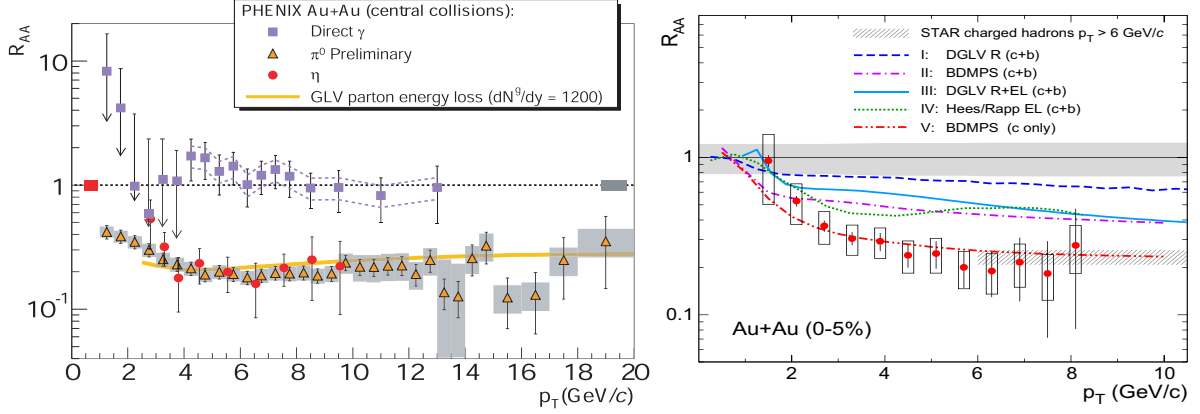 PHENIX Au+Au (central collisions):
Direct γ
π⁰ Preliminary
η
GLV parton energy loss (dNᵍ/dy = 1200)
R_AA
10
1
10⁻¹
0 2 4 6 8 10 12 14 16 18 20
p_T (GeV/c)
STAR charged hadrons p_T > 6 GeV/c
I: DGLV R (c+b)
II: BDMPS (c+b)
III: DGLV R+EL (c+b)
IV: Hees/Rapp EL (c+b)
V: BDMPS (c only)
R_AA
1
0.1
Au+Au (0-5%)
2 4 6 8 10
p_T (GeV/c)